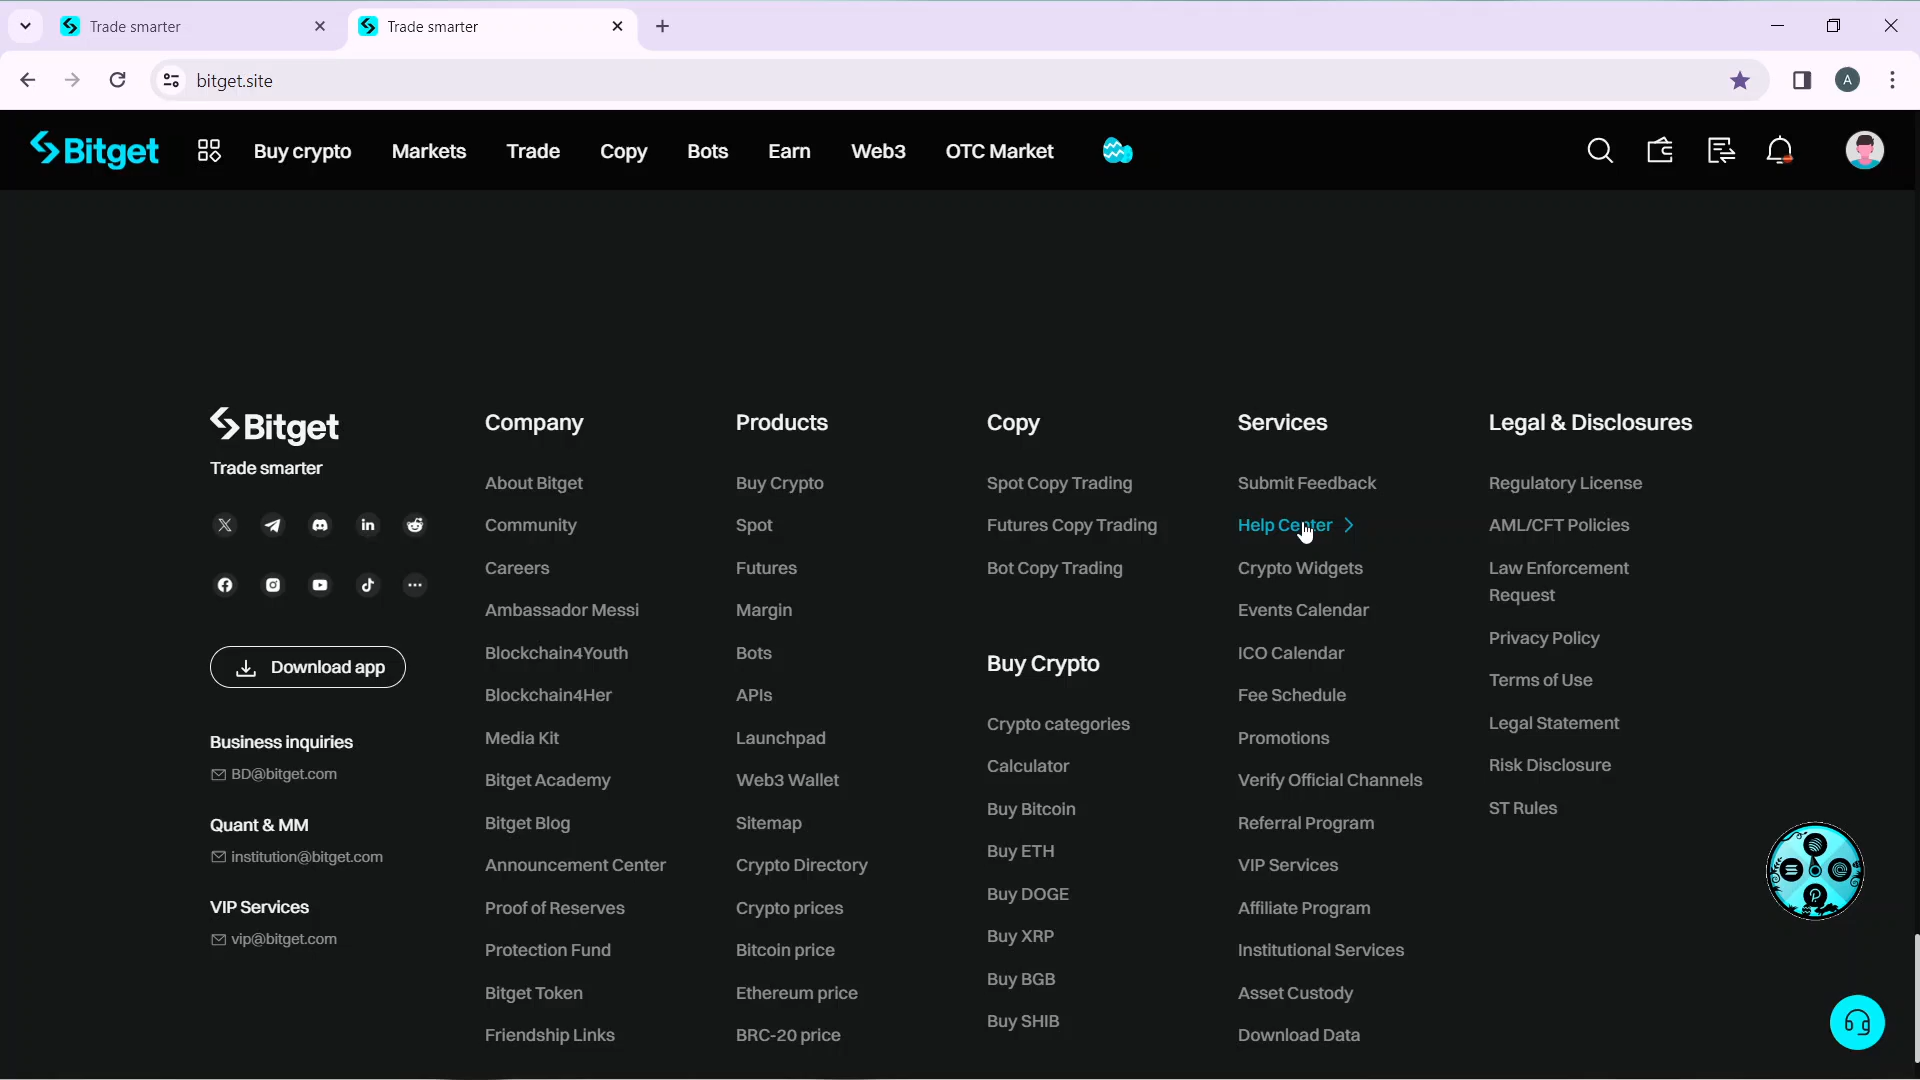 Trade smarter
Trade smarter
bitget.site
A
Bitget
Buy crypto
Markets
Trade
Copy
Bots
Earn
Web3
OTC Market
Bitget
Trade smarter
Download app
Business inquiries
BD@bitget.com
Quant & MM
institution@bitget.com
VIP Services
vip@bitget.com
Company
About Bitget
Community
Careers
Ambassador Messi
Blockchain4Youth
Blockchain4Her
Media Kit
Bitget Academy
Bitget Blog
Announcement Center
Proof of Reserves
Protection Fund
Bitget Token
Friendship Links
Products
Buy Crypto
Spot
Futures
Margin
Bots
APIs
Launchpad
Web3 Wallet
Sitemap
Crypto Directory
Crypto prices
Bitcoin price
Ethereum price
BRC-20 price
Copy
Spot Copy Trading
Futures Copy Trading
Bot Copy Trading
Buy Crypto
Crypto categories
Calculator
Buy Bitcoin
Buy ETH
Buy DOGE
Buy XRP
Buy BGB
Buy SHIB
Services
Submit Feedback
Help Center
Crypto Widgets
Events Calendar
ICO Calendar
Fee Schedule
Promotions
Verify Official Channels
Referral Program
VIP Services
Affiliate Program
Institutional Services
Asset Custody
Download Data
Legal & Disclosures
Regulatory License
AML/CFT Policies
Law Enforcement
Request
Privacy Policy
Terms of Use
Legal Statement
Risk Disclosure
ST Rules